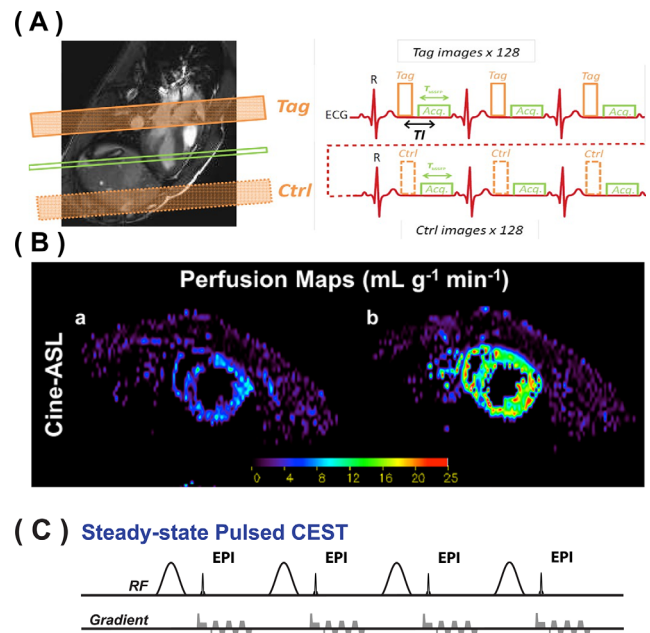 ( A )
Tag images x 128
Tag
Tag
Tag
R
ECG
Acq.
Acq.
Acq.
TI
Tag
Ctrl
R
Ctrl
Ctrl
Ctrl
Acq.
Acq.
Acq.
Ctrl images x 128
( B )
Perfusion Maps (mL g⁻¹ min⁻¹)
a
b
Cine-ASL
0 4 8 12 16 20 25
( C ) Steady-state Pulsed CEST
EPI EPI EPI EPI
RF
Gradient